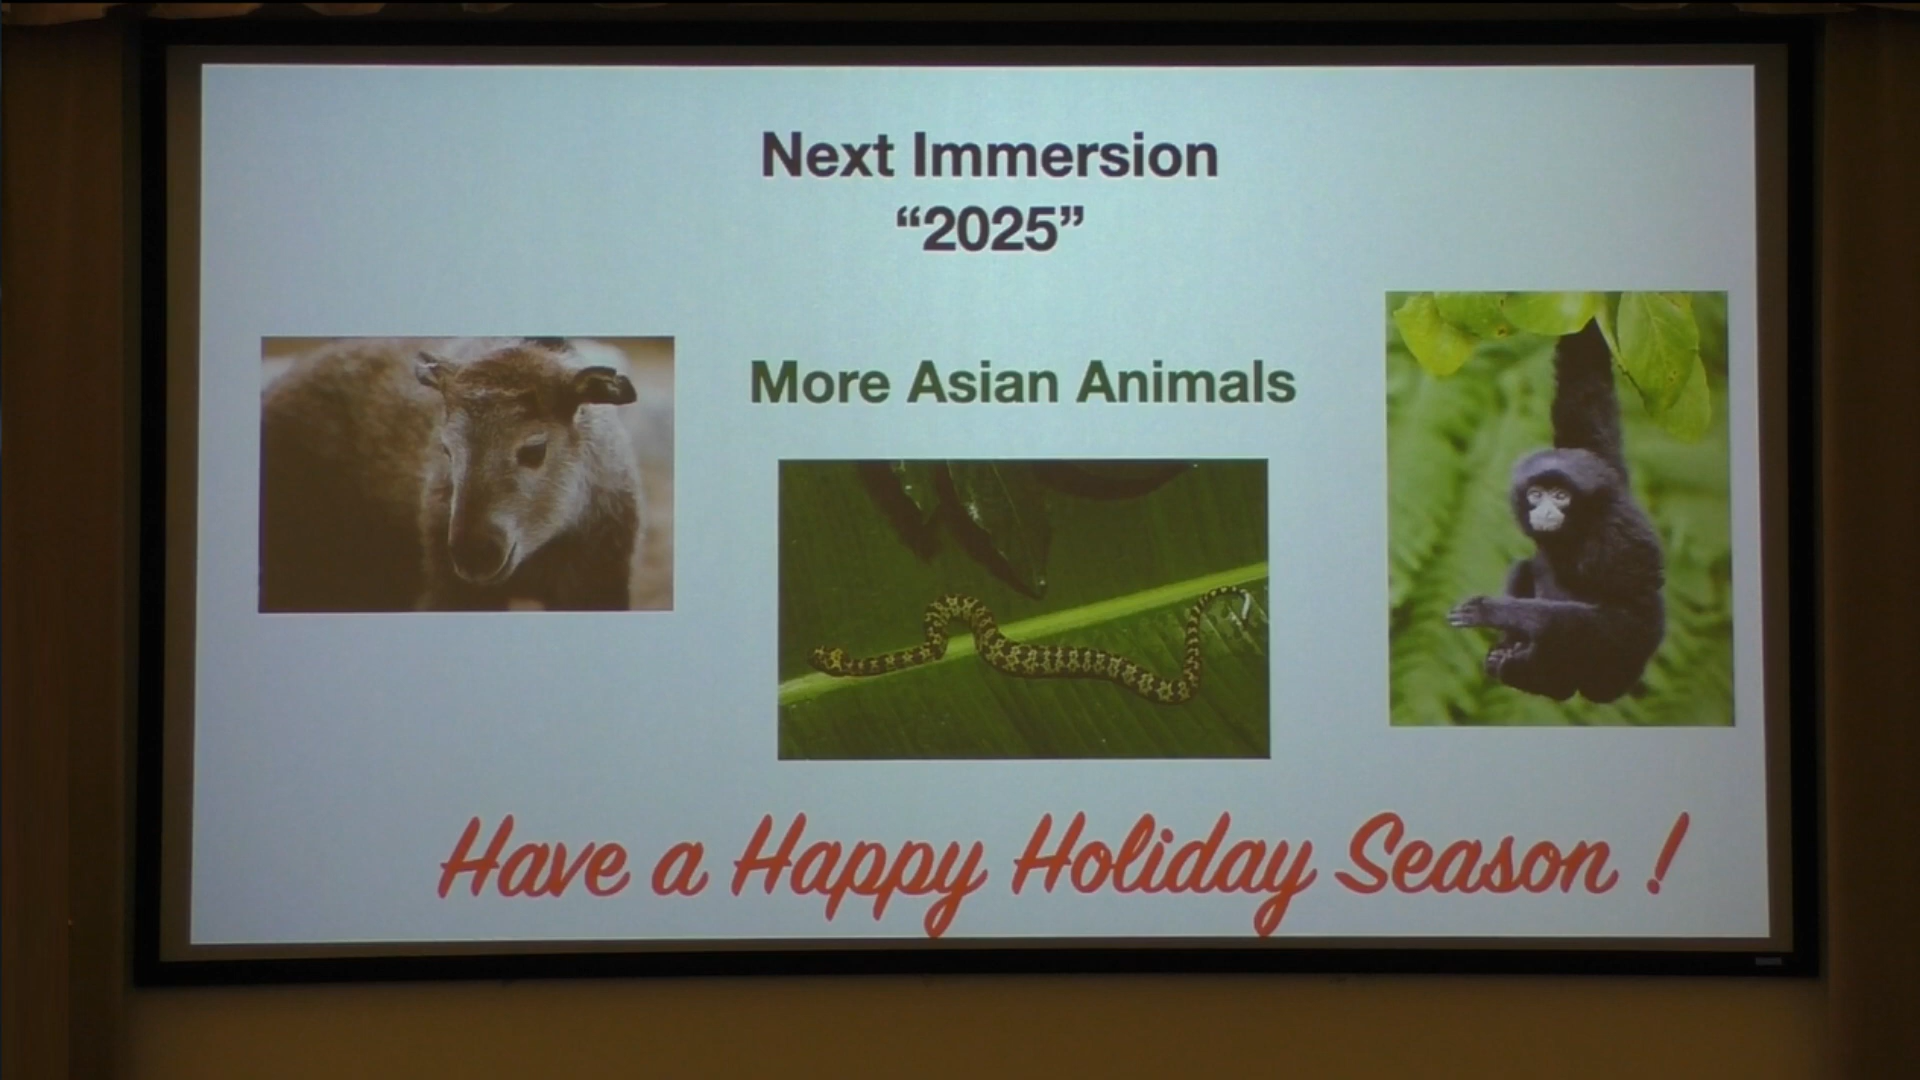 Next Immersion
“2025”
More Asian Animals
Have a Happy Holiday Season !